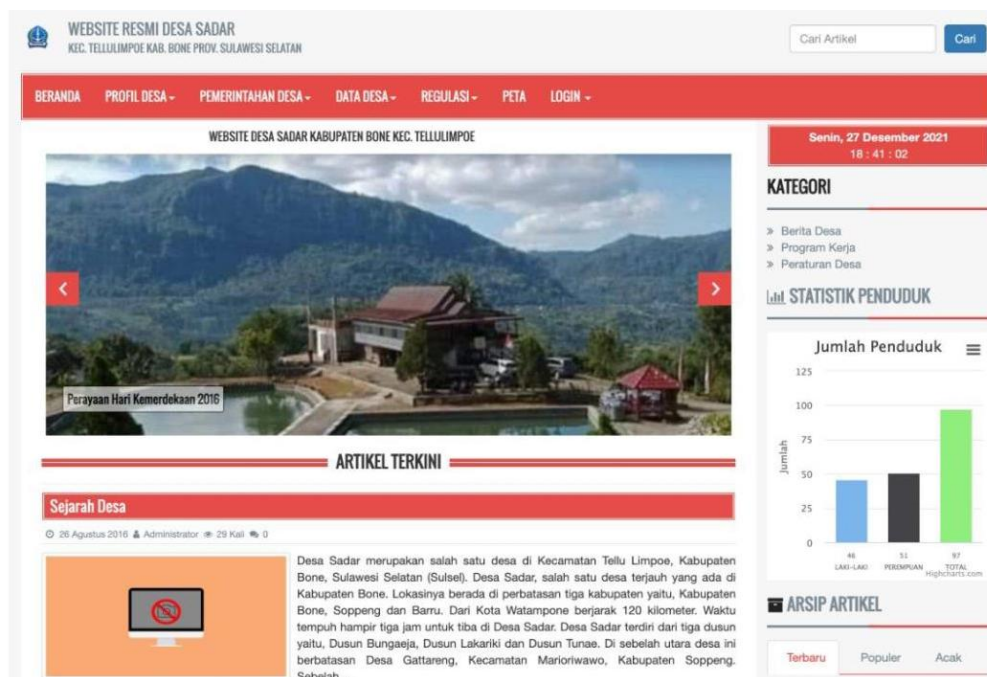 WEBSITE RESMI DESA SADAR
KEC. TELLULIMPOE KAB. BONE PROV. SULAWESI SELATAN
Cari Artikel
Cari
BERANDA PROFIL DESA PEMERINTAHAN DESA DATA DESA REGULASI PETA LOGIN
WEBSITE DESA SADAR KABUPATEN BONE KEC. TELLULIMPOE
Perayaan Hari Kemerdekaan 2016
ARTIKEL TERKINI
Sejarah Desa
26 Agustus 2016 Administrator 29 Kali 0
Desa Sadar merupakan salah satu desa di Kecamatan Tellu Limpoe, Kabupaten
Bone, Sulawesi Selatan (Sulsel). Desa Sadar, salah satu desa terjauh yang ada di
Kabupaten Bone. Lokasinya berada di perbatasan tiga kabupaten yaitu, Kabupaten
Bone, Soppeng dan Barru. Dari Kota Watampone berjarak 120 kilometer. Waktu
tempuh hampir tiga jam untuk tiba di Desa Sadar. Desa Sadar terdiri dari tiga dusun
yaitu, Dusun Bungaeja, Dusun Lakariki dan Dusun Tunae. Di sebelah utara desa ini
berbatasan Desa Gattareng, Kecamatan Marioriwawo, Kabupaten Soppeng.
Sebelah
Senin, 27 Desember 2021
18 : 41 : 02
KATEGORI
» Berita Desa
» Program Kerja
» Peraturan Desa
STATISTIK PENDUDUK
Jumlah Penduduk
125
100
75
50
25
0
Jumlah
46 51 97
LAKI-LAKI PEREMPUAN TOTAL
Highcharts.com
ARSIP ARTIKEL
Terbaru Populer Acak